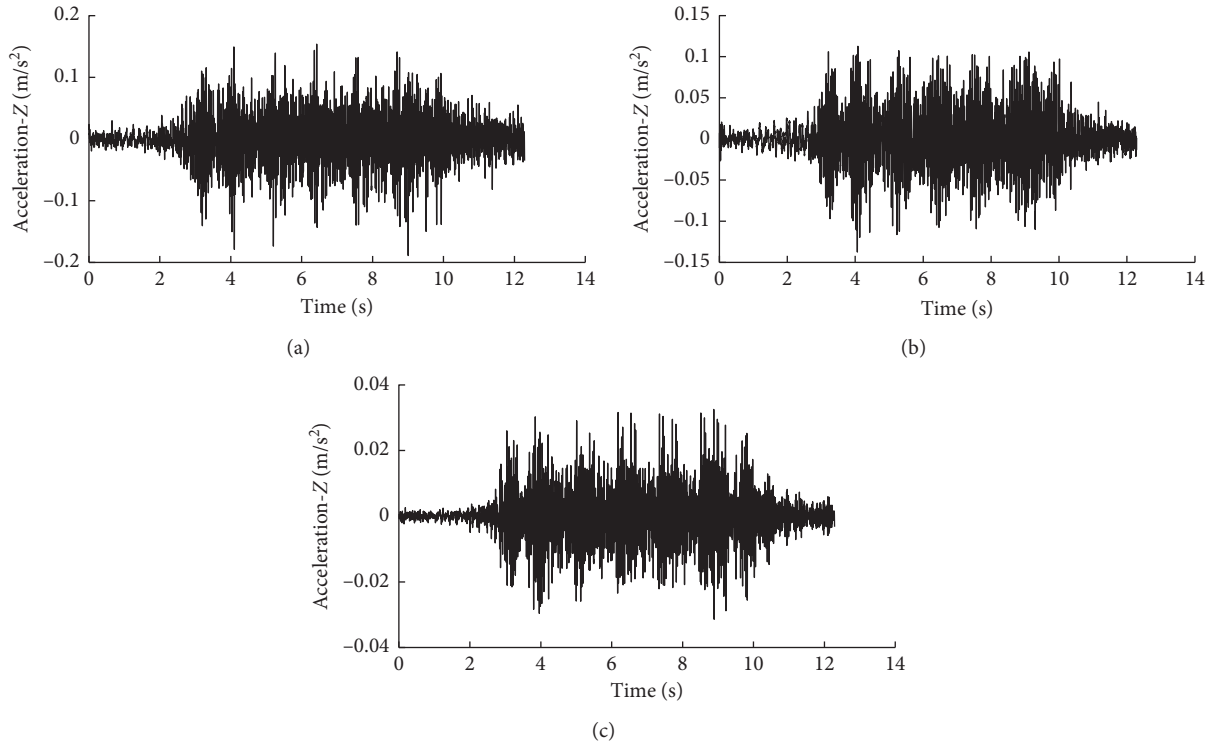 0.2
0.1
0
–0.1
–0.2
Acceleration-Z (m/s²)
0 2 4 6 8 10 12 14
Time (s)
(a)
0.15
0.1
0.05
0
–0.05
–0.1
–0.15
Acceleration-Z (m/s²)
0 2 4 6 8 10 12 14
Time (s)
(b)
0.04
0.02
0
–0.02
–0.04
Acceleration-Z (m/s²)
0 2 4 6 8 10 12 14
Time (s)
(c)